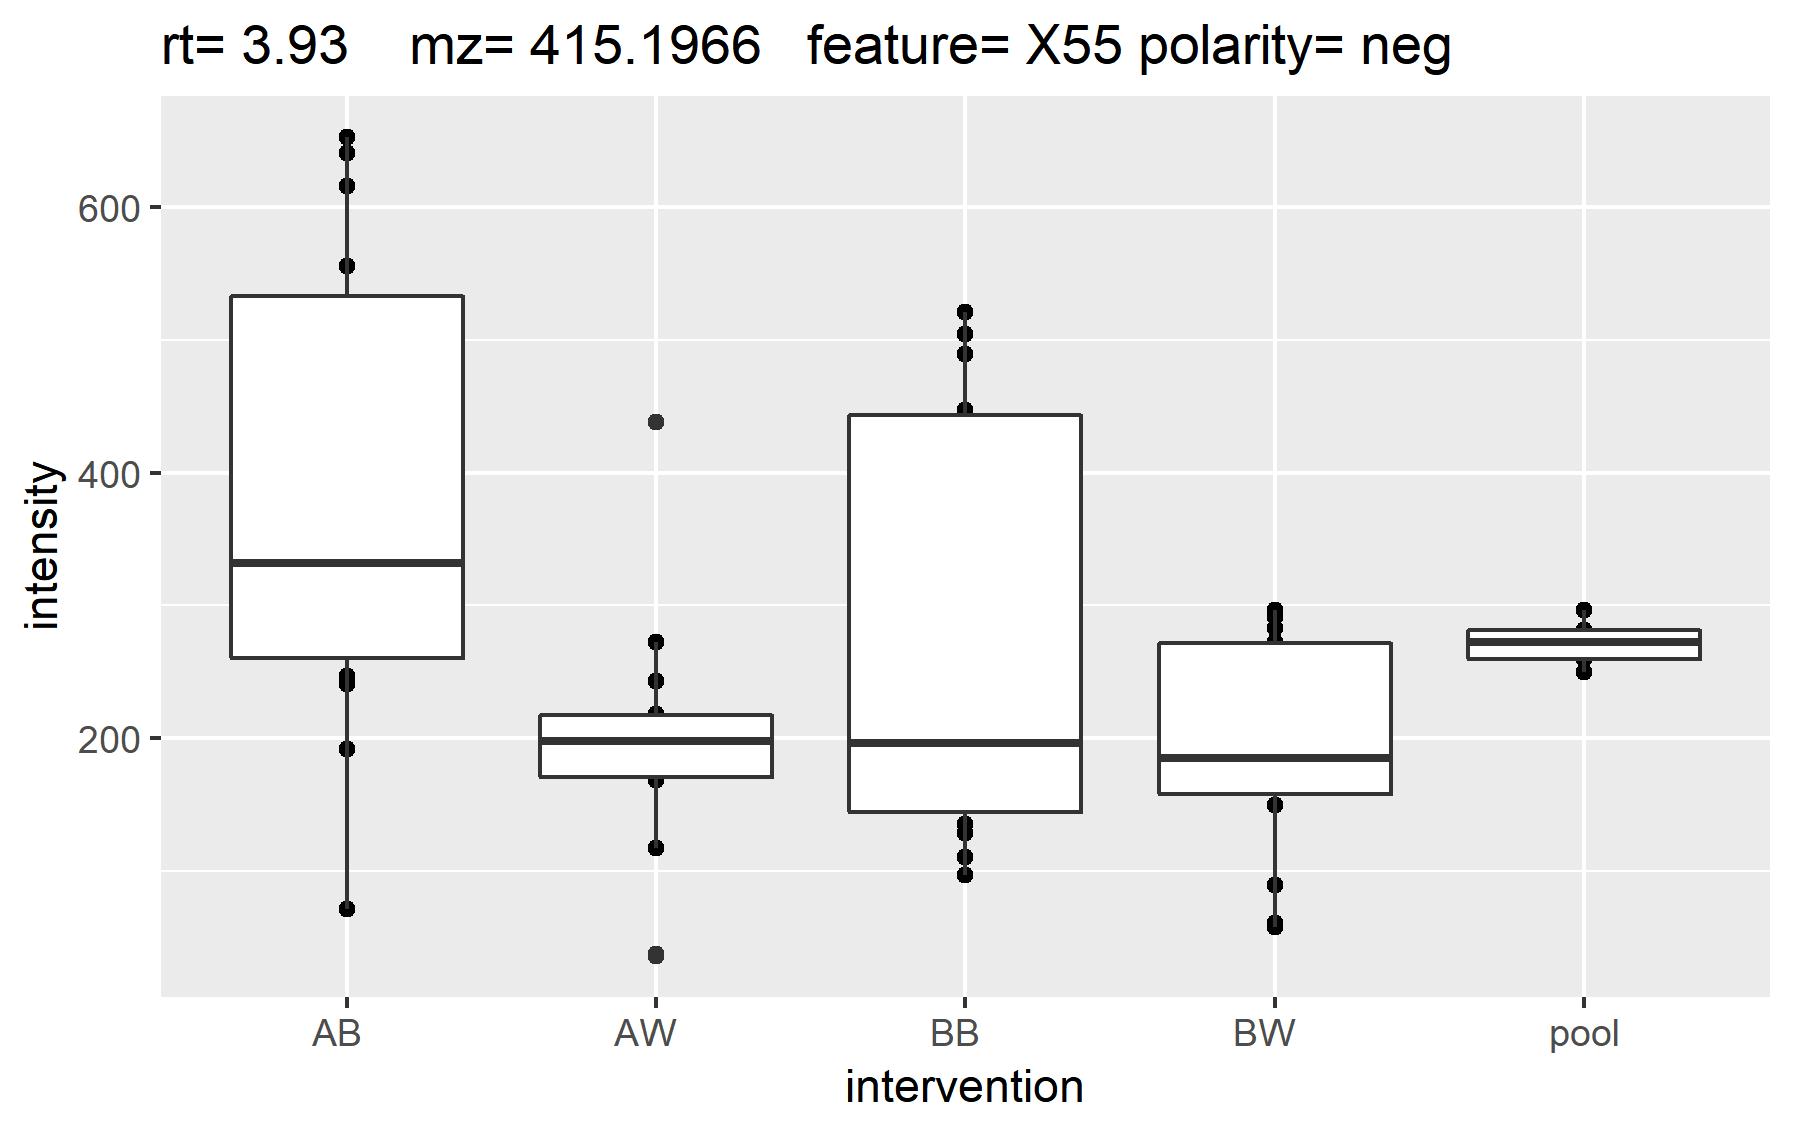 rt= 3.93 mz= 415.1966 feature= X55 polarity= neg
600
400
200
intensity
AB AW BB BW pool
intervention